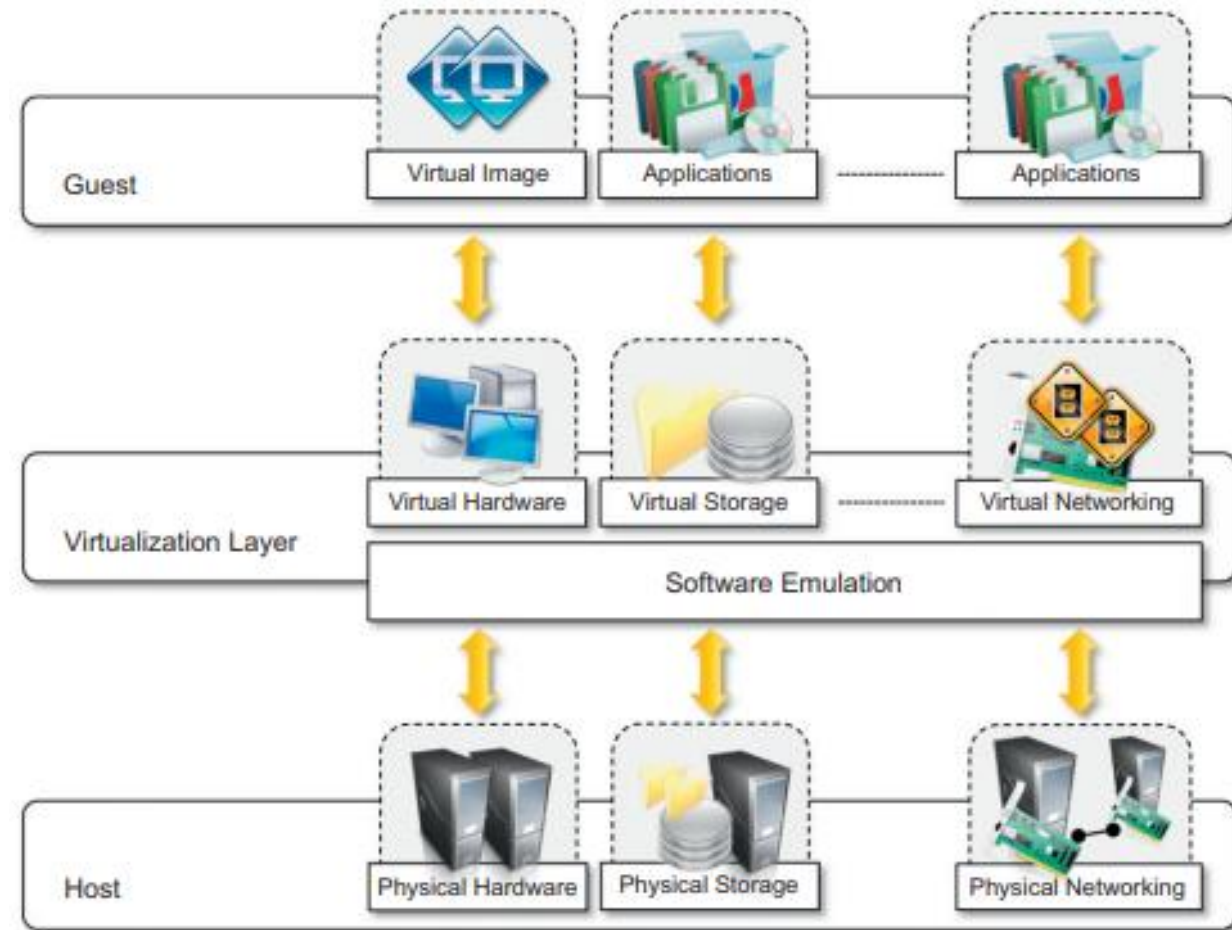 Virtual Image
Applications
Applications
Guest
Virtual Hardware
Virtual Storage
Virtual Networking
Virtualization Layer
Software Emulation
Physical Hardware
Physical Storage
Physical Networking
Host